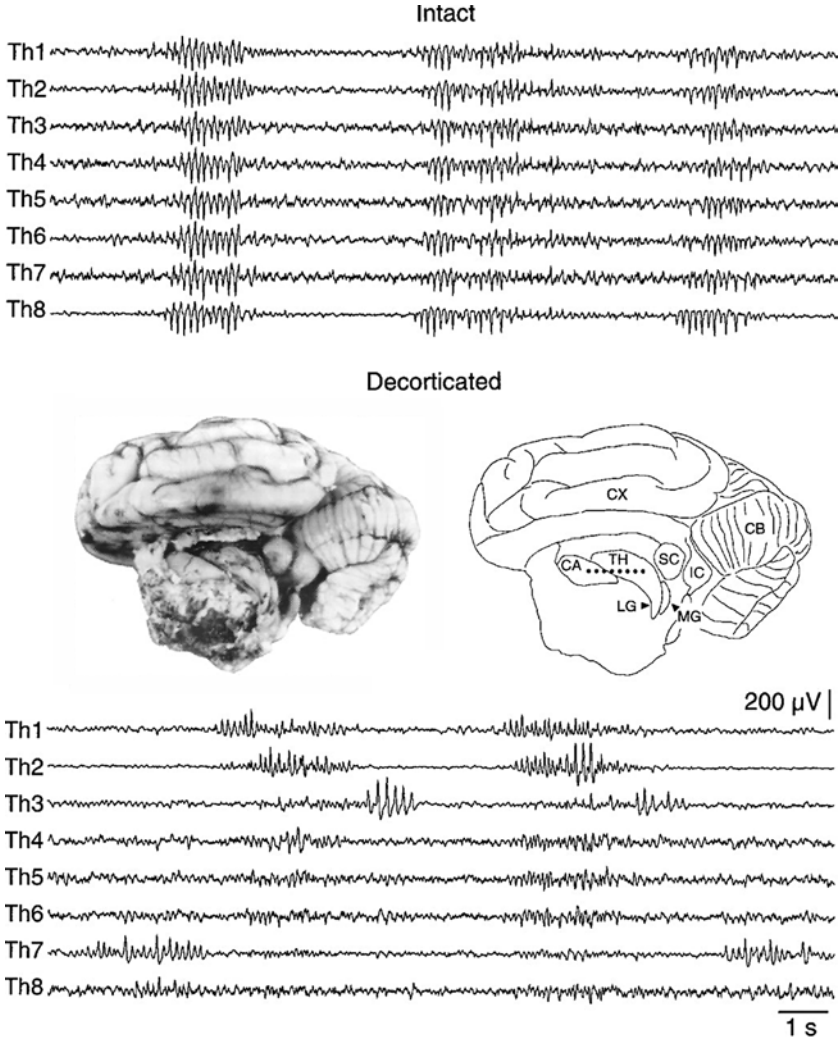 Intact
Th1
Th2
Th3
Th4
Th5
Th6
Th7
Th8
Decorticated
CX
CB
CA
TH
SC
IC
LG
MG
200 µV
Th1
Th2
Th3
Th4
Th5
Th6
Th7
Th8
1 s